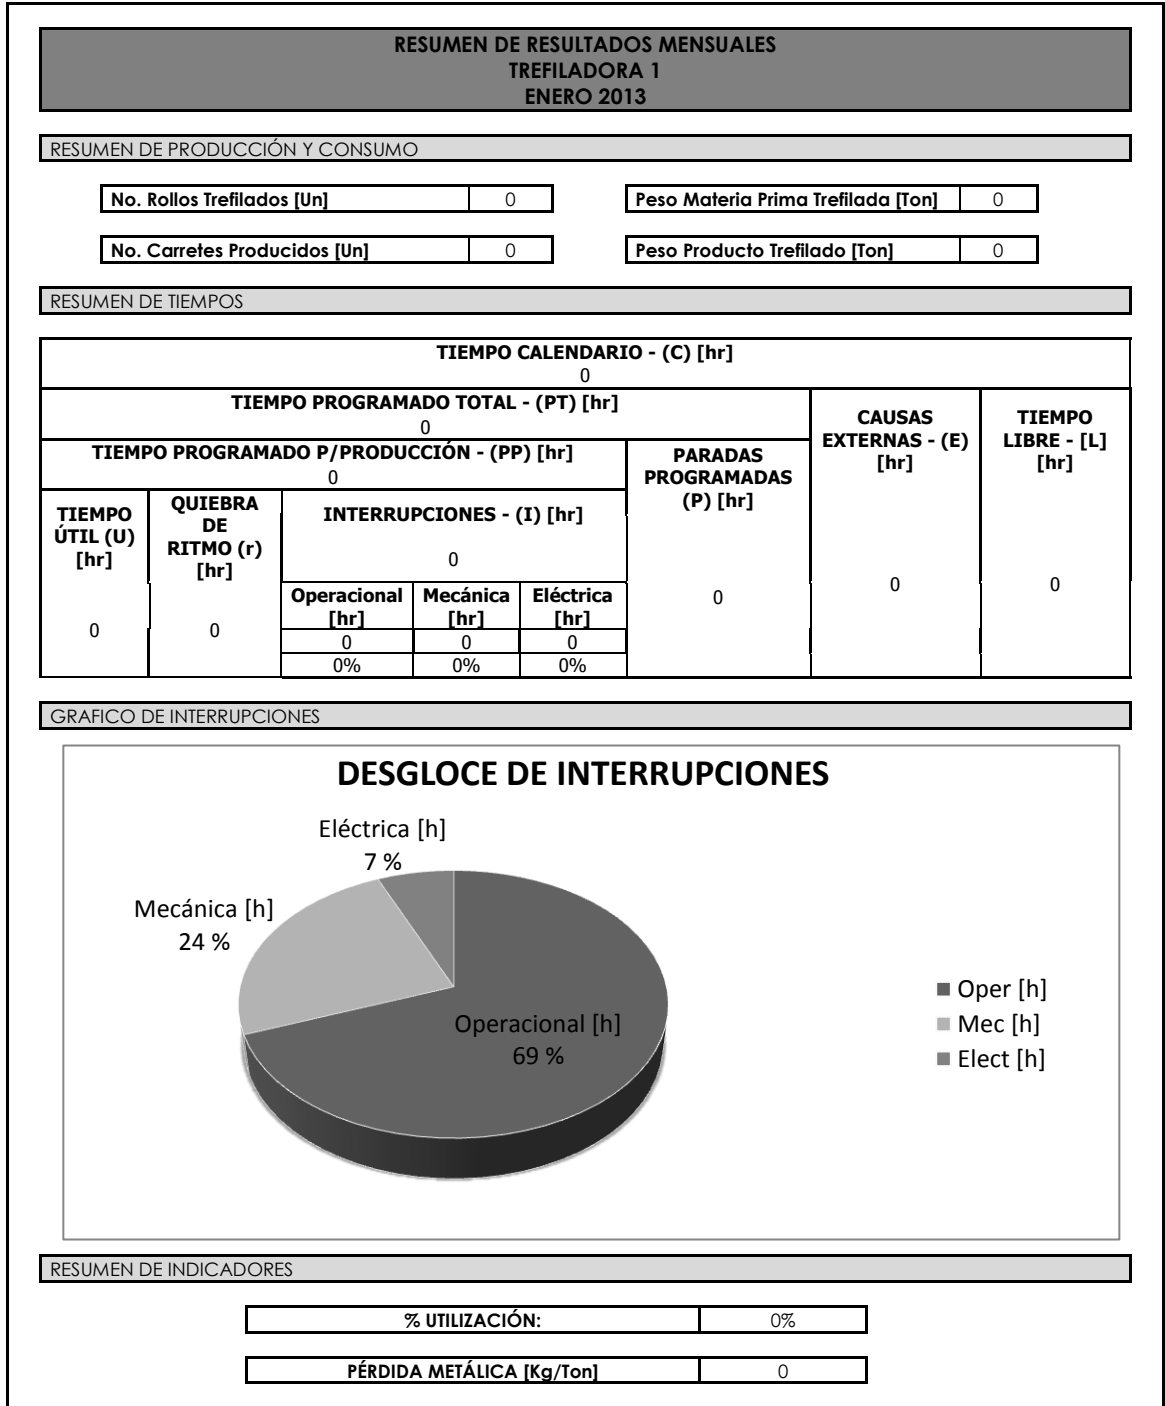 RESUMEN DE RESULTADOS MENSUALES
TREFILADORA 1
ENERO 2013
RESUMEN DE PRODUCCIÓN Y CONSUMO
No. Rollos Trefilados [Un] 0 Peso Materia Prima Trefilada [Ton] 0
No. Carretes Producidos [Un] 0 Peso Producto Trefilado [Ton] 0
RESUMEN DE TIEMPOS
TIEMPO CALENDARIO - (C) [hr]
0
TIEMPO PROGRAMADO TOTAL - (PT) [hr]
0
CAUSAS
EXTERNAS - (E)
[hr]
0
TIEMPO
LIBRE - [L]
[hr]
0
TIEMPO PROGRAMADO P/PRODUCCIÓN - (PP) [hr]
0
PARADAS
PROGRAMADAS
(P) [hr]
0
TIEMPO
ÚTIL (U)
[hr]
0
QUIEBRA
DE
RITMO (r)
[hr]
0
INTERRUPCIONES - (I) [hr]
0
Operacional
[hr]
0
0%
Mecánica
[hr]
0
0%
Eléctrica
[hr]
0
0%
GRAFICO DE INTERRUPCIONES
DESGLOCE DE INTERRUPCIONES
Eléctrica [h]
7 %
Mecánica [h]
24 %
Operacional [h]
69 %
Oper [h]
Mec [h]
Elect [h]
RESUMEN DE INDICADORES
% UTILIZACIÓN: 0%
PÉRDIDA METÁLICA [Kg/Ton] 0